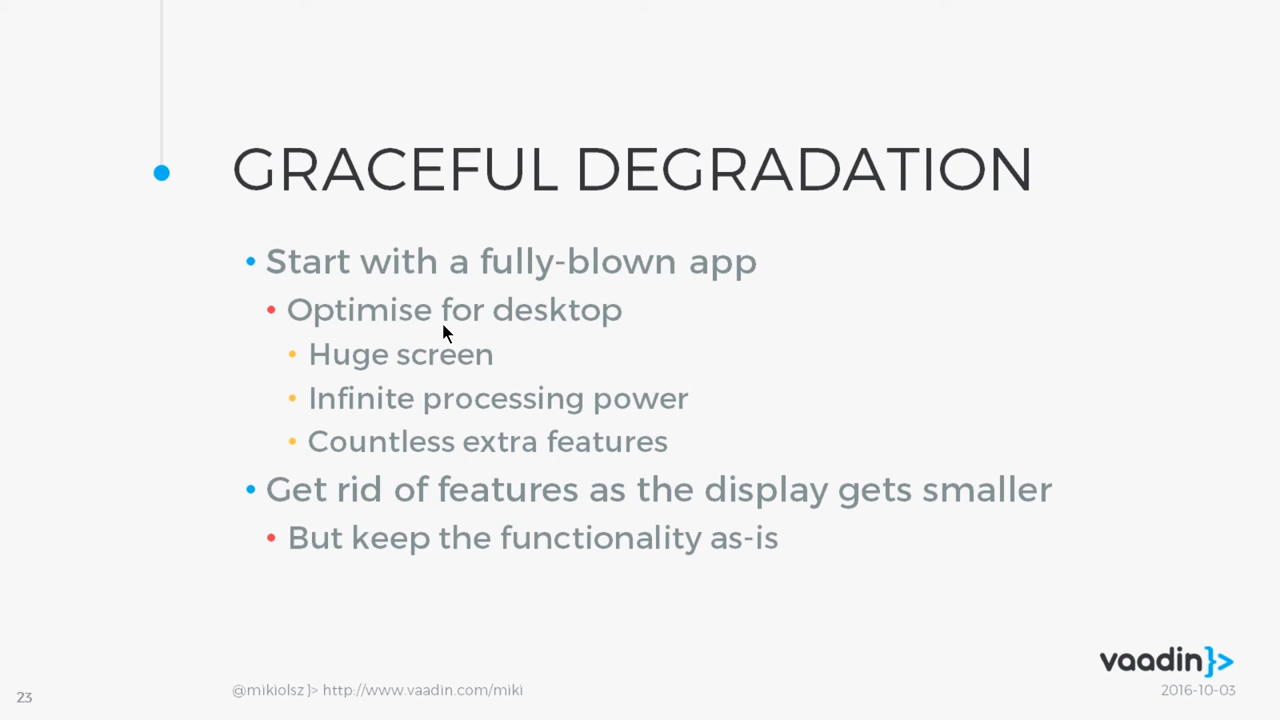 GRACEFUL DEGRADATION
• Start with a fully-blown app
• Optimise for desktop
• Huge screen
• Infinite processing power
• Countless extra features
• Get rid of features as the display gets smaller
• But keep the functionality as-is
vaadin}>
@mikiolsz }> http://www.vaadin.com/miki
2016-10-03
23